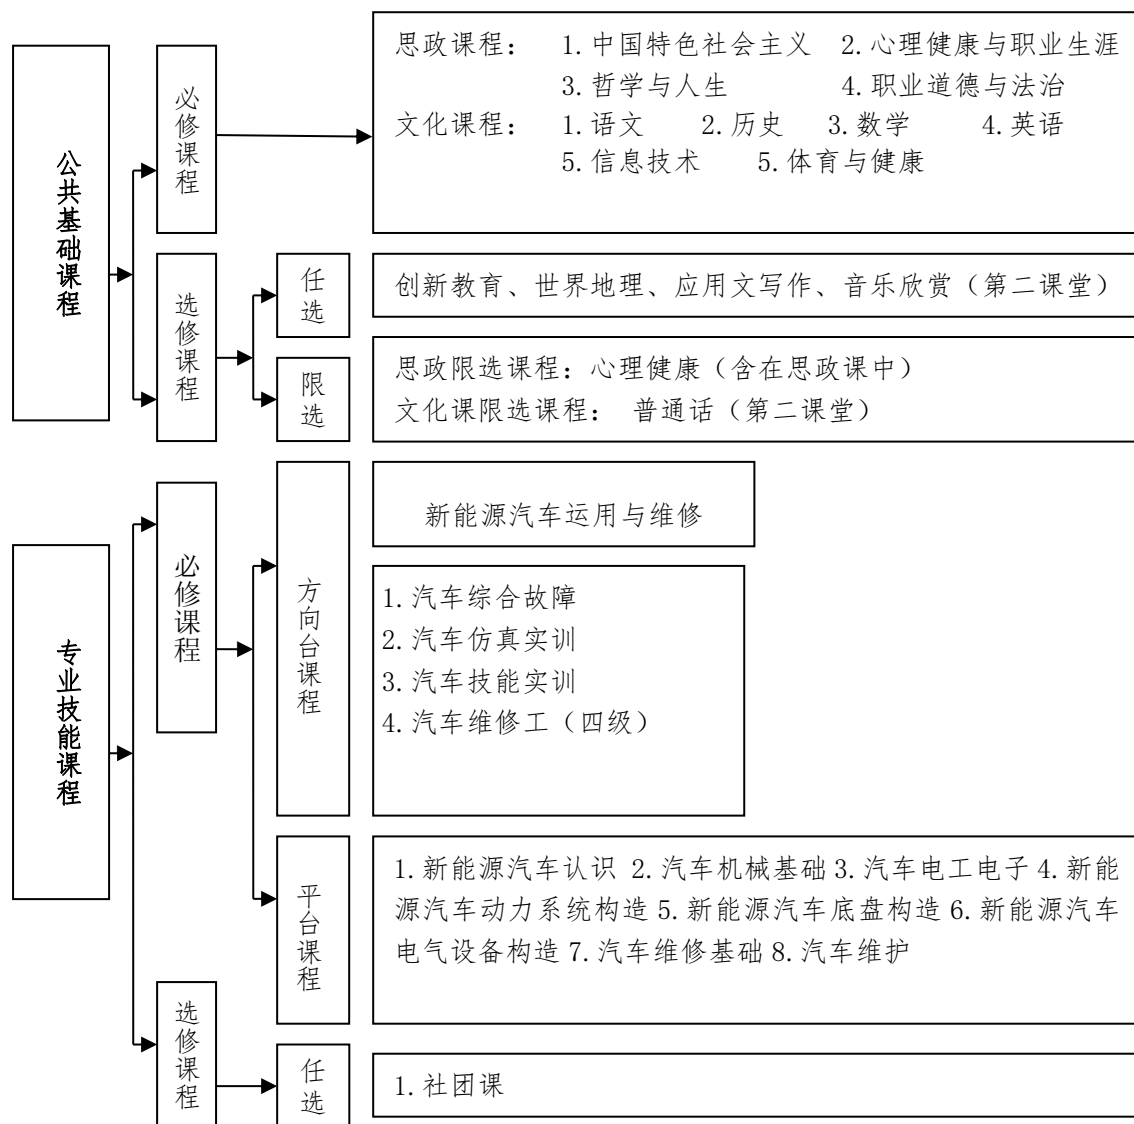 公共基础课程
必修课程
思政课程: 1.中国特色社会主义 2.心理健康与职业生涯
3.哲学与人生 4.职业道德与法治
文化课程: 1.语文 2.历史 3.数学 4.英语
5.信息技术 5.体育与健康
选修课程
任选
创新教育、世界地理、应用文写作、音乐欣赏(第二课堂)
限选
思政限选课程:心理健康(含在思政课中)
文化课限选课程: 普通话(第二课堂)
专业技能课程
必修课程
方向台课程
新能源汽车运用与维修
1.汽车综合故障
2.汽车仿真实训
3.汽车技能实训
4.汽车维修工(四级)
平台课程
1.新能源汽车认识 2.汽车机械基础 3.汽车电工电子 4.新能
源汽车动力系统构造 5.新能源汽车底盘构造 6.新能源汽车
电气设备构造 7.汽车维修基础 8.汽车维护
选修课程
任选
1.社团课